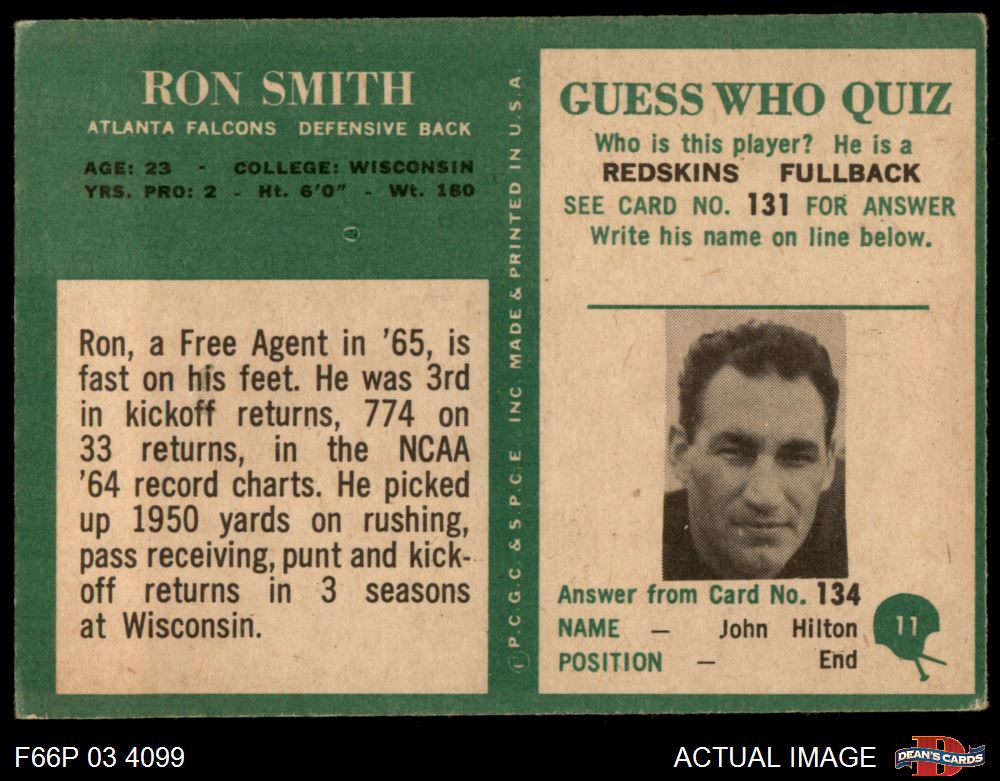 RON SMITH
ATLANTA FALCONS DEFENSIVE BACK
AGE: 23 - COLLEGE: WISCONSIN
YRS. PRO: 2 - Ht. 6'0" - Wt. 180
Ron, a Free Agent in '65, is
fast on his feet. He was 3rd
in kickoff returns, 774 on
33 returns, in the NCAA
'64 record charts. He picked
up 1950 yards on rushing,
pass receiving, punt and kick-
off returns in 3 seasons
at Wisconsin.
© P.C.G.C. & S.P.C.E. INC. MADE & PRINTED IN U.S.A.
GUESS WHO QUIZ
Who is this player? He is a
REDSKINS FULLBACK
SEE CARD NO. 131 FOR ANSWER
Write his name on line below.
Answer from Card No. 134
NAME – John Hilton
POSITION – End
11
F66P 03 4099
ACTUAL IMAGE
D
DEAN'S CARDS